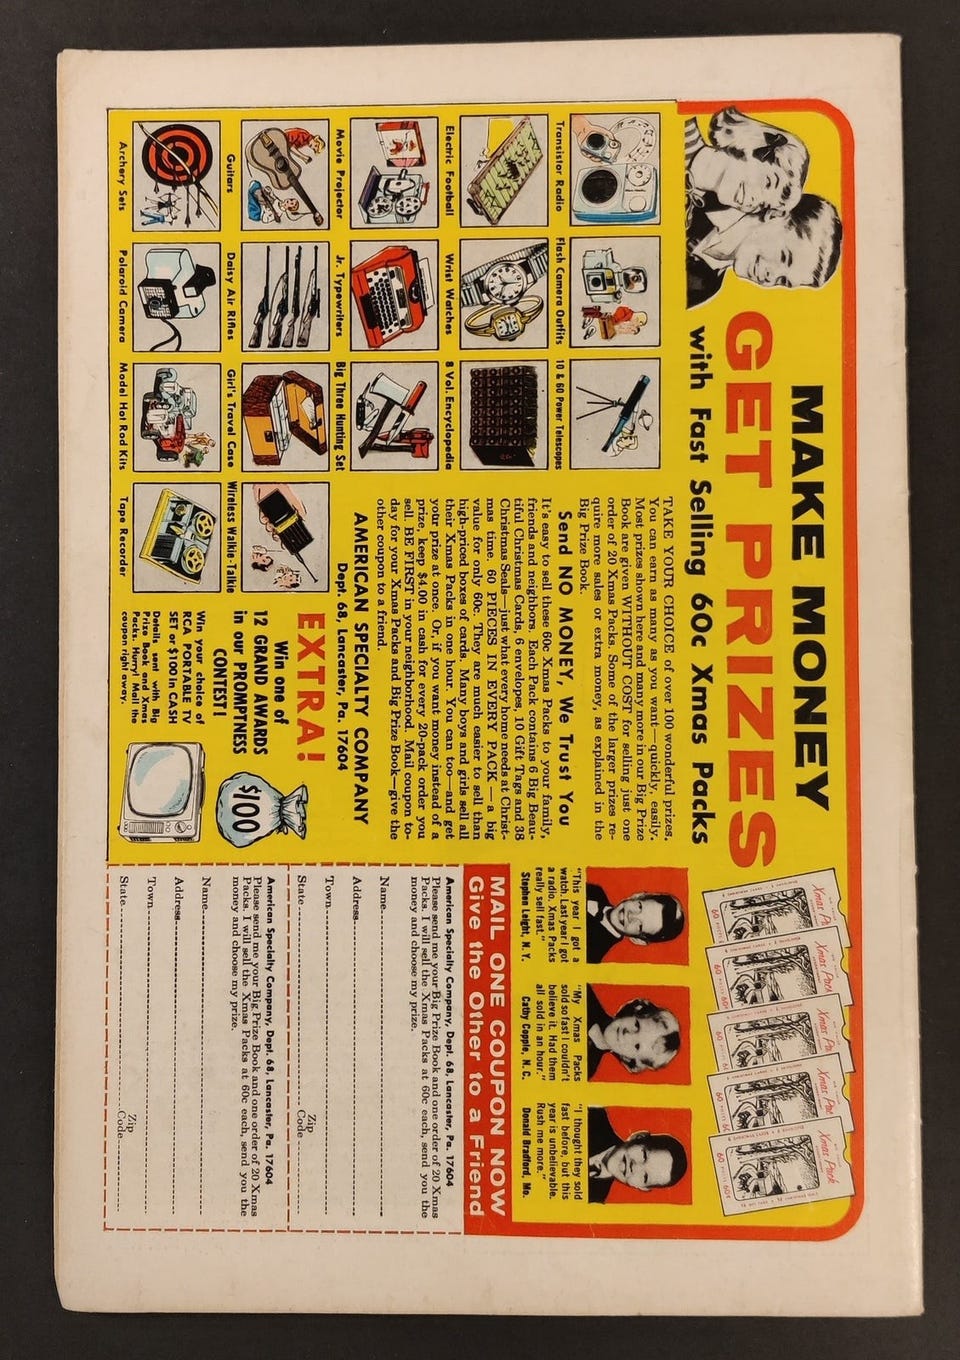 MAKE MONEY
GET PRIZES
with Fast Selling 60c Xmas Packs
TAKE YOUR CHOICE of over 100 wonderful prizes.
You can earn as many as you want—quickly, easily.
Most prizes shown here and many more in our Big Prize
Book are given WITHOUT COST for selling just one
order of 20 Xmas Packs. Some of the larger prizes re-
quire more sales or extra money, as explained in the
Big Prize Book.
Send NO MONEY, We Trust You
It's easy to sell these 60c Xmas Packs to your family,
friends and neighbors. Each Pack contains 6 Big Beau-
tiful Christmas Cards, 6 envelopes, 10 Gift Tags and 38
Christmas Seals—just what every home needs at Christ-
mas time. 60 PIECES IN EVERY PACK — a big
value for only 60c. They are much easier to sell than
high-priced boxes of cards. Many boys and girls sell all
their Xmas Packs in one hour. You can too—and get
your prize at once. Or, if you want money instead of a
prize, keep $4.00 in cash for every 20-pack order you
sell. BE FIRST in your neighborhood. Mail coupon to-
day for your Xmas Packs and Big Prize Book—give the
other coupon to a friend.
AMERICAN SPECIALTY COMPANY
Dept. 68, Lancaster, Pa. 17604
Transistor Radio
Flash Camera Outfits
10 & 60 Power Telescopes
Electric Football
Wrist Watches
8 Vol. Encyclopedia
Movie Projector
Jr. Typewriters
Big Three Hunting Set
Guitars
Daisy Air Rifles
Girl's Travel Case
Wireless Walkie-Talkie
Archery Sets
Polaroid Camera
Model Hot Rod Kits
Tape Recorder
EXTRA!
Win one of
12 GRAND AWARDS
in our PROMPTNESS
CONTEST!
Win your choice of
RCA PORTABLE TV
SET or $100 in CASH
Details sent with Big
Prize Book and Xmas
Packs. Hurry! Mail the
coupon right away.
$100
Xmas Pa
Xmas Pack
Xmas Pack
Xmas Pack
Xmas Pack
"This year I got a
watch. Last year I got
a radio. Xmas Packs
really sell fast."
Stephen Leight, N. Y.
"My Xmas Packs
sold so fast I couldn't
believe it. Had them
all sold in an hour."
Cathy Copple, N. C.
"I thought they sold
fast before, but this
year is unbelievable.
Rush me more."
Donald Bradford, Mo.
MAIL ONE COUPON NOW
Give the Other to a Friend
American Specialty Company, Dept. 68, Lancaster, Pa 17604
Please send me your Big Prize Book and one order of 20 Xmas
Packs. I will sell the Xmas Packs at 60c each, send you the
money and choose my prize.
Name
Address
Town
State Zip Code
American Specialty Company, Dept. 68, Lancaster, Pa. 17604
Please send me your Big Prize Book and one order of 20 Xmas
Packs. I will sell the Xmas Packs at 60c each, send you the
money and choose my prize.
Name
Address
Town
State Zip Code